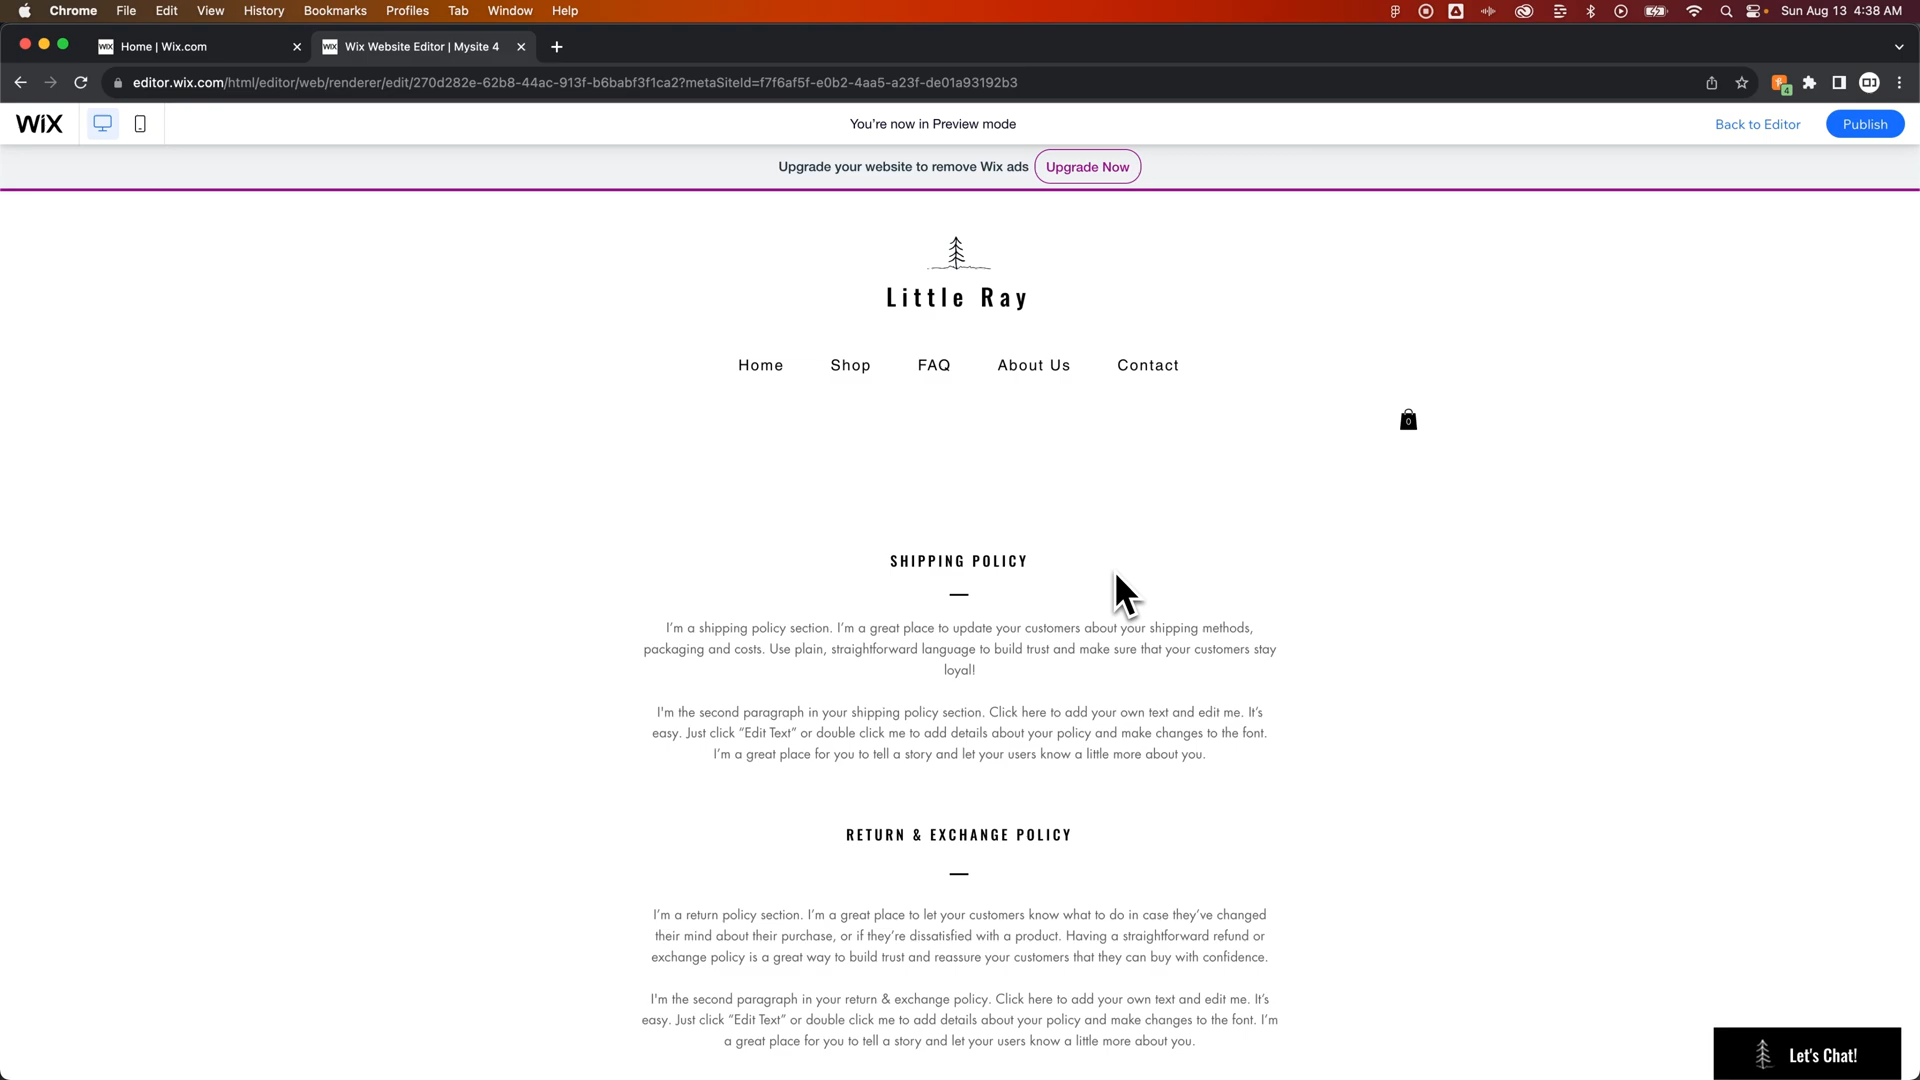 Chrome File Edit View History Bookmarks Profiles Tab Window Help Sun Aug 13 4:38 AM
WIX Home | Wix.com WIX Wix Website Editor | Mysite 4
editor.wix.com/html/editor/web/renderer/edit/270d282e-62b8-44ac-913f-b6babf3f1ca2?metaSiteId=f7f6af5f-e0b2-4aa5-a23f-de01a93192b3 4
WIX You're now in Preview mode Back to Editor Publish
Upgrade your website to remove Wix ads Upgrade Now
Little Ray
Home Shop FAQ About Us Contact
0
SHIPPING POLICY
I'm a shipping policy section. I'm a great place to update your customers about your shipping methods,
packaging and costs. Use plain, straightforward language to build trust and make sure that your customers stay
loyal!
I'm the second paragraph in your shipping policy section. Click here to add your own text and edit me. It's
easy. Just click “Edit Text” or double click me to add details about your policy and make changes to the font.
I'm a great place for you to tell a story and let your users know a little more about you.
RETURN & EXCHANGE POLICY
I'm a return policy section. I'm a great place to let your customers know what to do in case they've changed
their mind about their purchase, or if they're dissatisfied with a product. Having a straightforward refund or
exchange policy is a great way to build trust and reassure your customers that they can buy with confidence.
I'm the second paragraph in your return & exchange policy. Click here to add your own text and edit me. It's
easy. Just click “Edit Text” or double click me to add details about your policy and make changes to the font. I'm
a great place for you to tell a story and let your users know a little more about you.
Let's Chat!